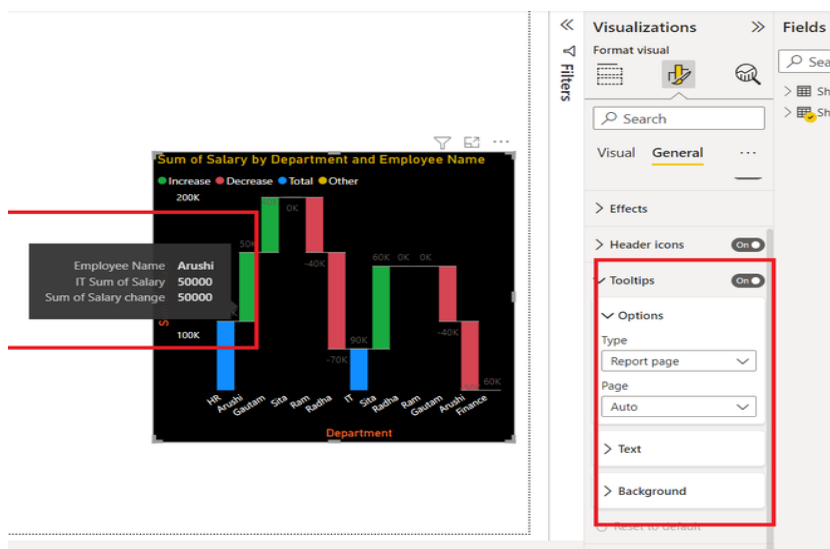 Visualizations
Fields
Format visual
Filters
Search
Sea
Sh
Sh
Visual General
Sum of Salary by Department and Employee Name
Increase Decrease Total Other
200K
0K
50K
-40K
60K 0K 0K
Employee Name Arushi
IT Sum of Salary 50000
Sum of Salary change 50000
100K
90K
-40K
-70K
60K
HR Arushi Gautam Sita Ram Radha IT Sita Radha Ram Gautam Arushi Finance
Department
Effects
Header icons On
Tooltips On
Options
Type
Report page
Page
Auto
Text
Background
Reset to default